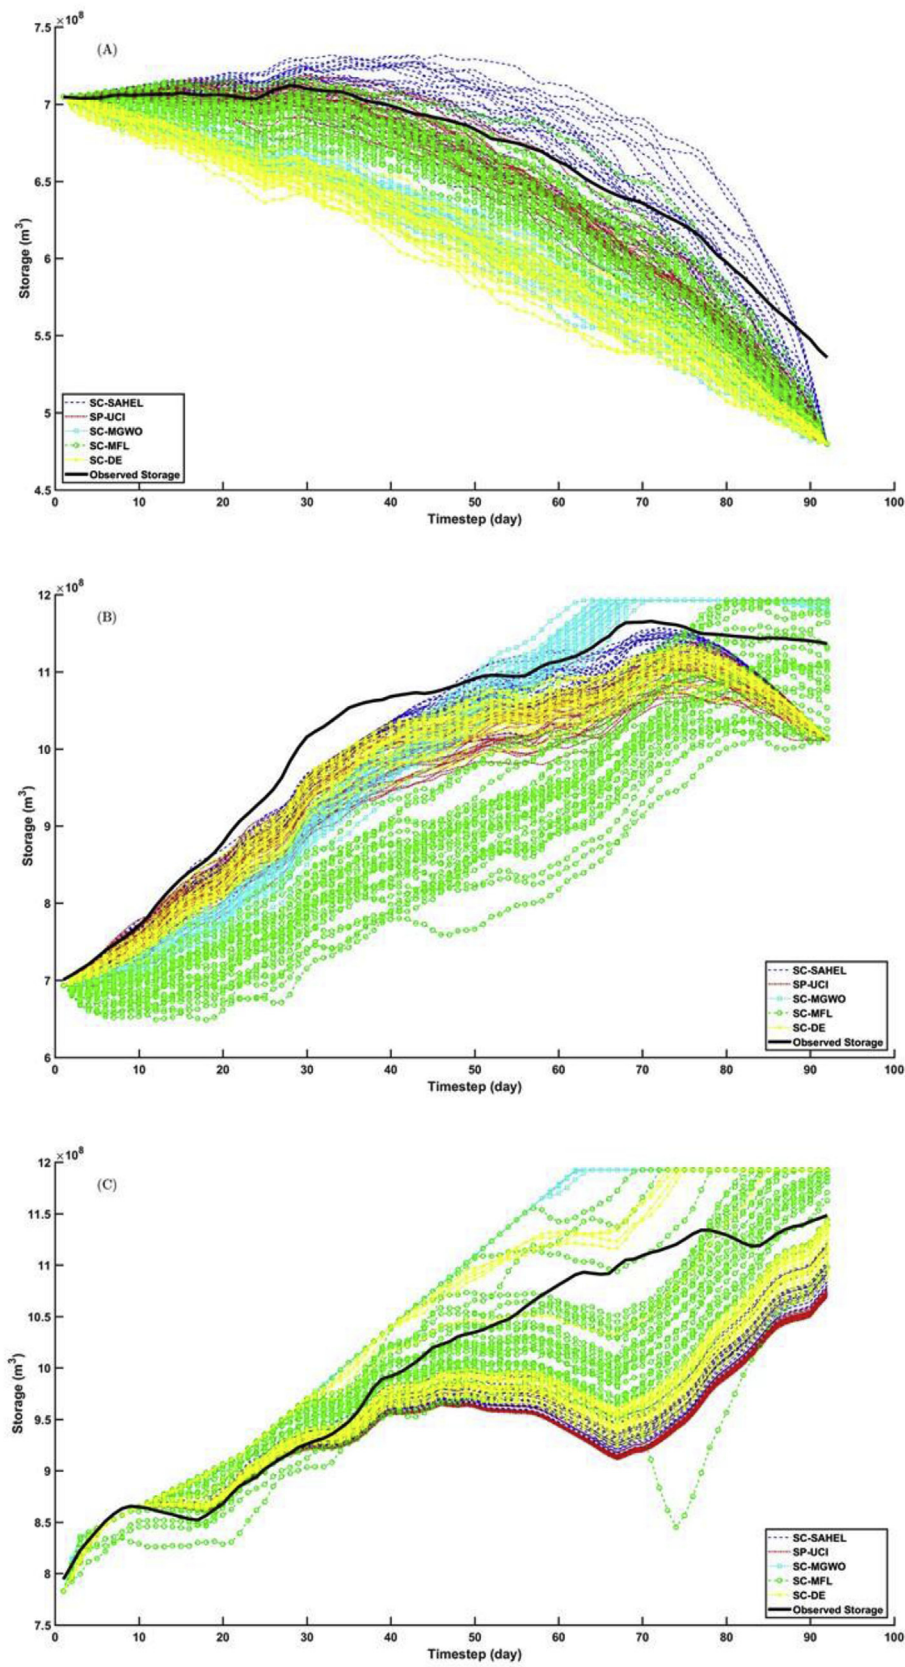 ×10⁸
7.5
(A)
7
6.5
6
5.5
5
4.5
Storage (m³)
SC-SAHEL
SP-UCI
SC-MGWO
SC-MFL
SC-DE
Observed Storage
0 10 20 30 40 50 60 70 80 90 100
Timestep (day)
×10⁸
12
(B)
11
10
9
8
7
6
Storage (m³)
SC-SAHEL
SP-UCI
SC-MGWO
SC-MFL
SC-DE
Observed Storage
0 10 20 30 40 50 60 70 80 90 100
Timestep (day)
×10⁸
12
(C)
11.5
11
10.5
10
9.5
9
8.5
8
7.5
Storage (m³)
SC-SAHEL
SP-UCI
SC-MGWO
SC-MFL
SC-DE
Observed Storage
0 10 20 30 40 50 60 70 80 90 100
Timestep (day)